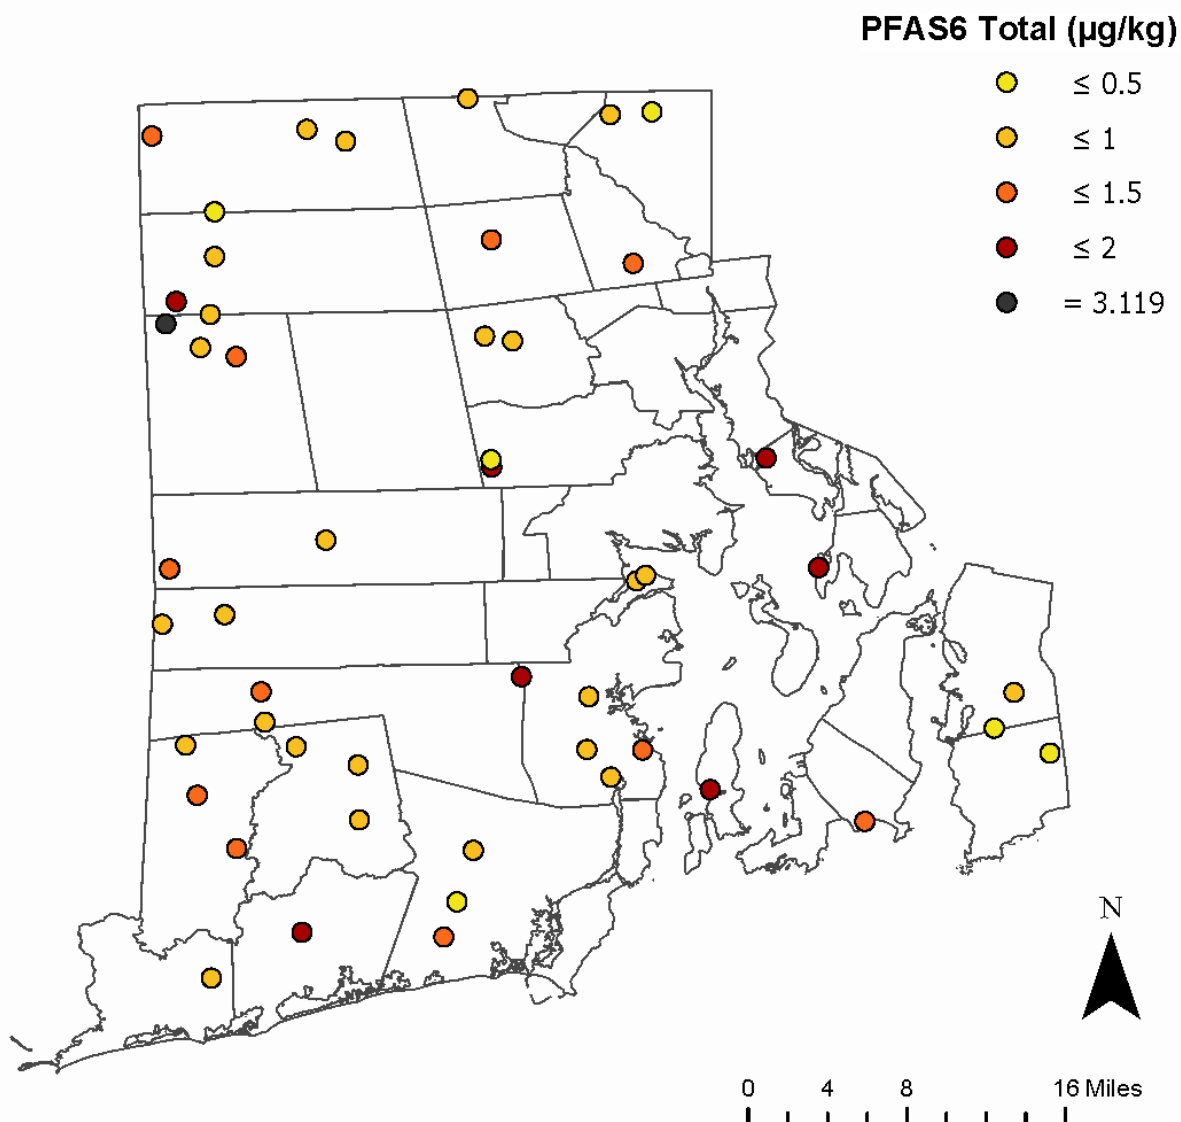 PFAS6 Total (µg/kg)
≤ 0.5
≤ 1
≤ 1.5
≤ 2
= 3.119
N
0 4 8 16 Miles